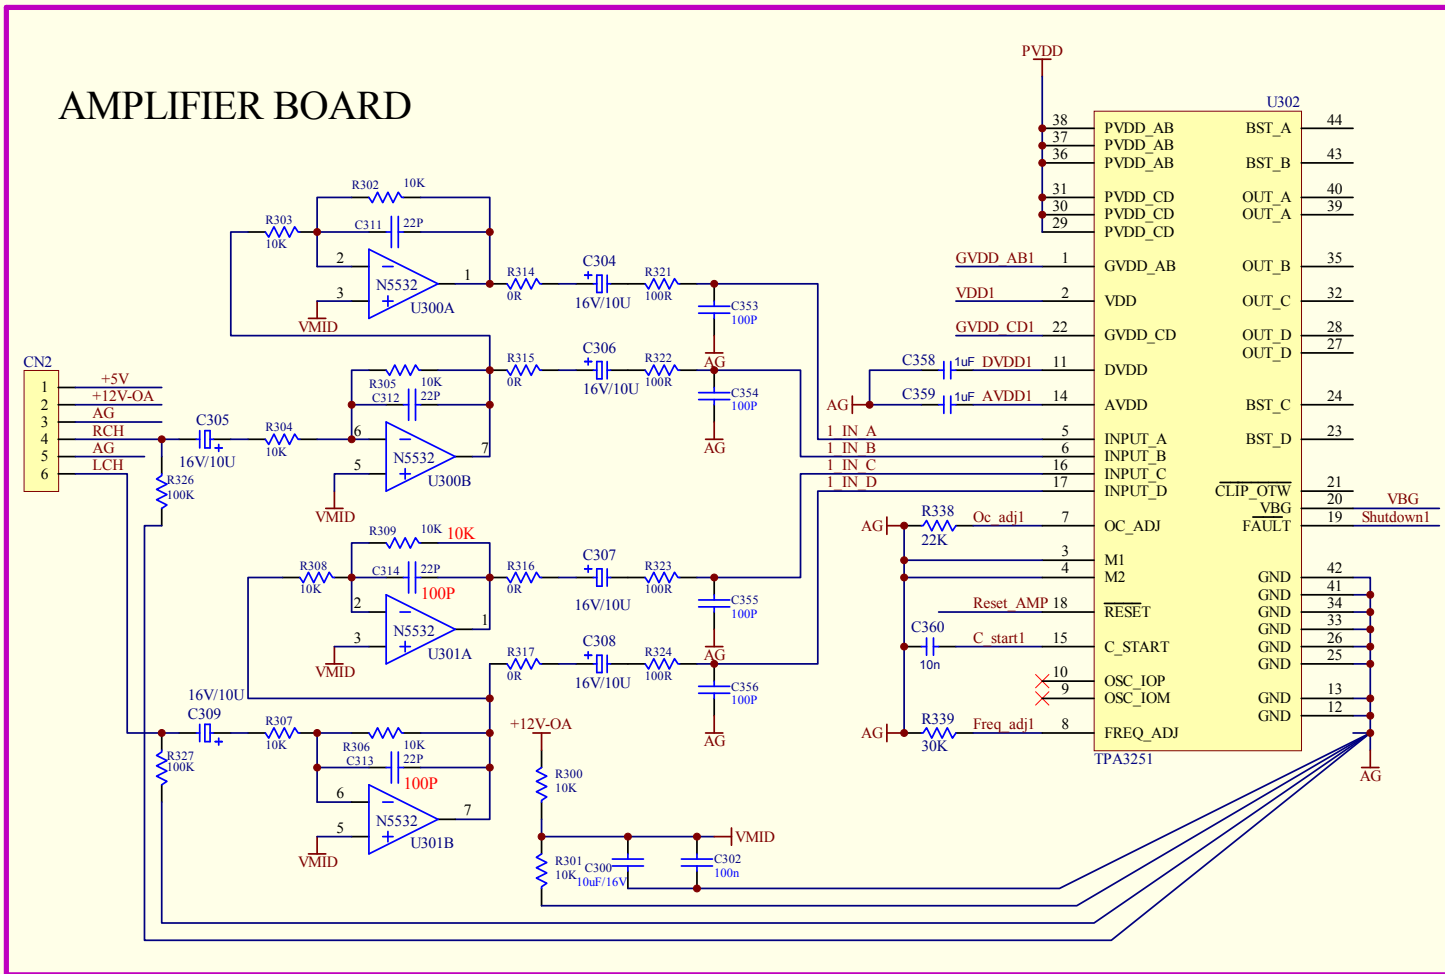 AMPLIFIER BOARD
PVDD
U302
38 PVDD_AB BST_A 44
37 PVDD_AB
36 PVDD_AB BST_B 43
31 PVDD_CD OUT_A 40
30 PVDD_CD OUT_A 39
29 PVDD_CD
GVDD_AB1 1 GVDD_AB OUT_B 35
VDD1 2 VDD OUT_C 32
GVDD_CD1 22 GVDD_CD OUT_D 28
OUT_D 27
C358 1uF DVDD1 11 DVDD
AG C359 1uF AVDD1 14 AVDD BST_C 24
1_IN_A 5 INPUT_A BST_D 23
1_IN_B 6 INPUT_B
1_IN_C 16 INPUT_C
1_IN_D 17 INPUT_D CLIP_OTW 21
VBG 20 VBG
AG R338 22K Oc_adj1 7 OC_ADJ FAULT 19 Shutdown1
3 M1
4 M2 GND 42
GND 41
Reset_AMP 18 RESET GND 34
GND 33
C360 10n C_start1 15 C_START GND 26
GND 25
10 OSC_IOP
9 OSC_IOM GND 13
GND 12
AG R339 30K Freq_adj1 8 FREQ_ADJ
TPA3251
AG
R302 10K
R303 10K
C311 22P
2 N5532 1
3 U300A
VMID
R314 0R
C304 16V/10U
R321 100R
C353 100P
AG
CN2
1 +5V
2 +12V-OA
3 AG
4 RCH
5 AG
6 LCH
C305 16V/10U
R326 100K
R304 10K
R305 10K
C312 22P
6 N5532 7
5 U300B
VMID
R315 0R
C306 16V/10U
R322 100R
C354 100P
AG
R309 10K 10K
R308 10K
C314 22P
100P
2 N5532 1
3 U301A
VMID
R316 0R
C307 16V/10U
R323 100R
C355 100P
AG
R317 0R
C308 16V/10U
R324 100R
C356 100P
AG
16V/10U
C309
R327 100K
R307 10K
R306 10K
C313 22P
100P
6 N5532 7
5 U301B
VMID
+12V-OA
R300 10K
VMID
R301 10K
C300 10uF/16V
C302 100n